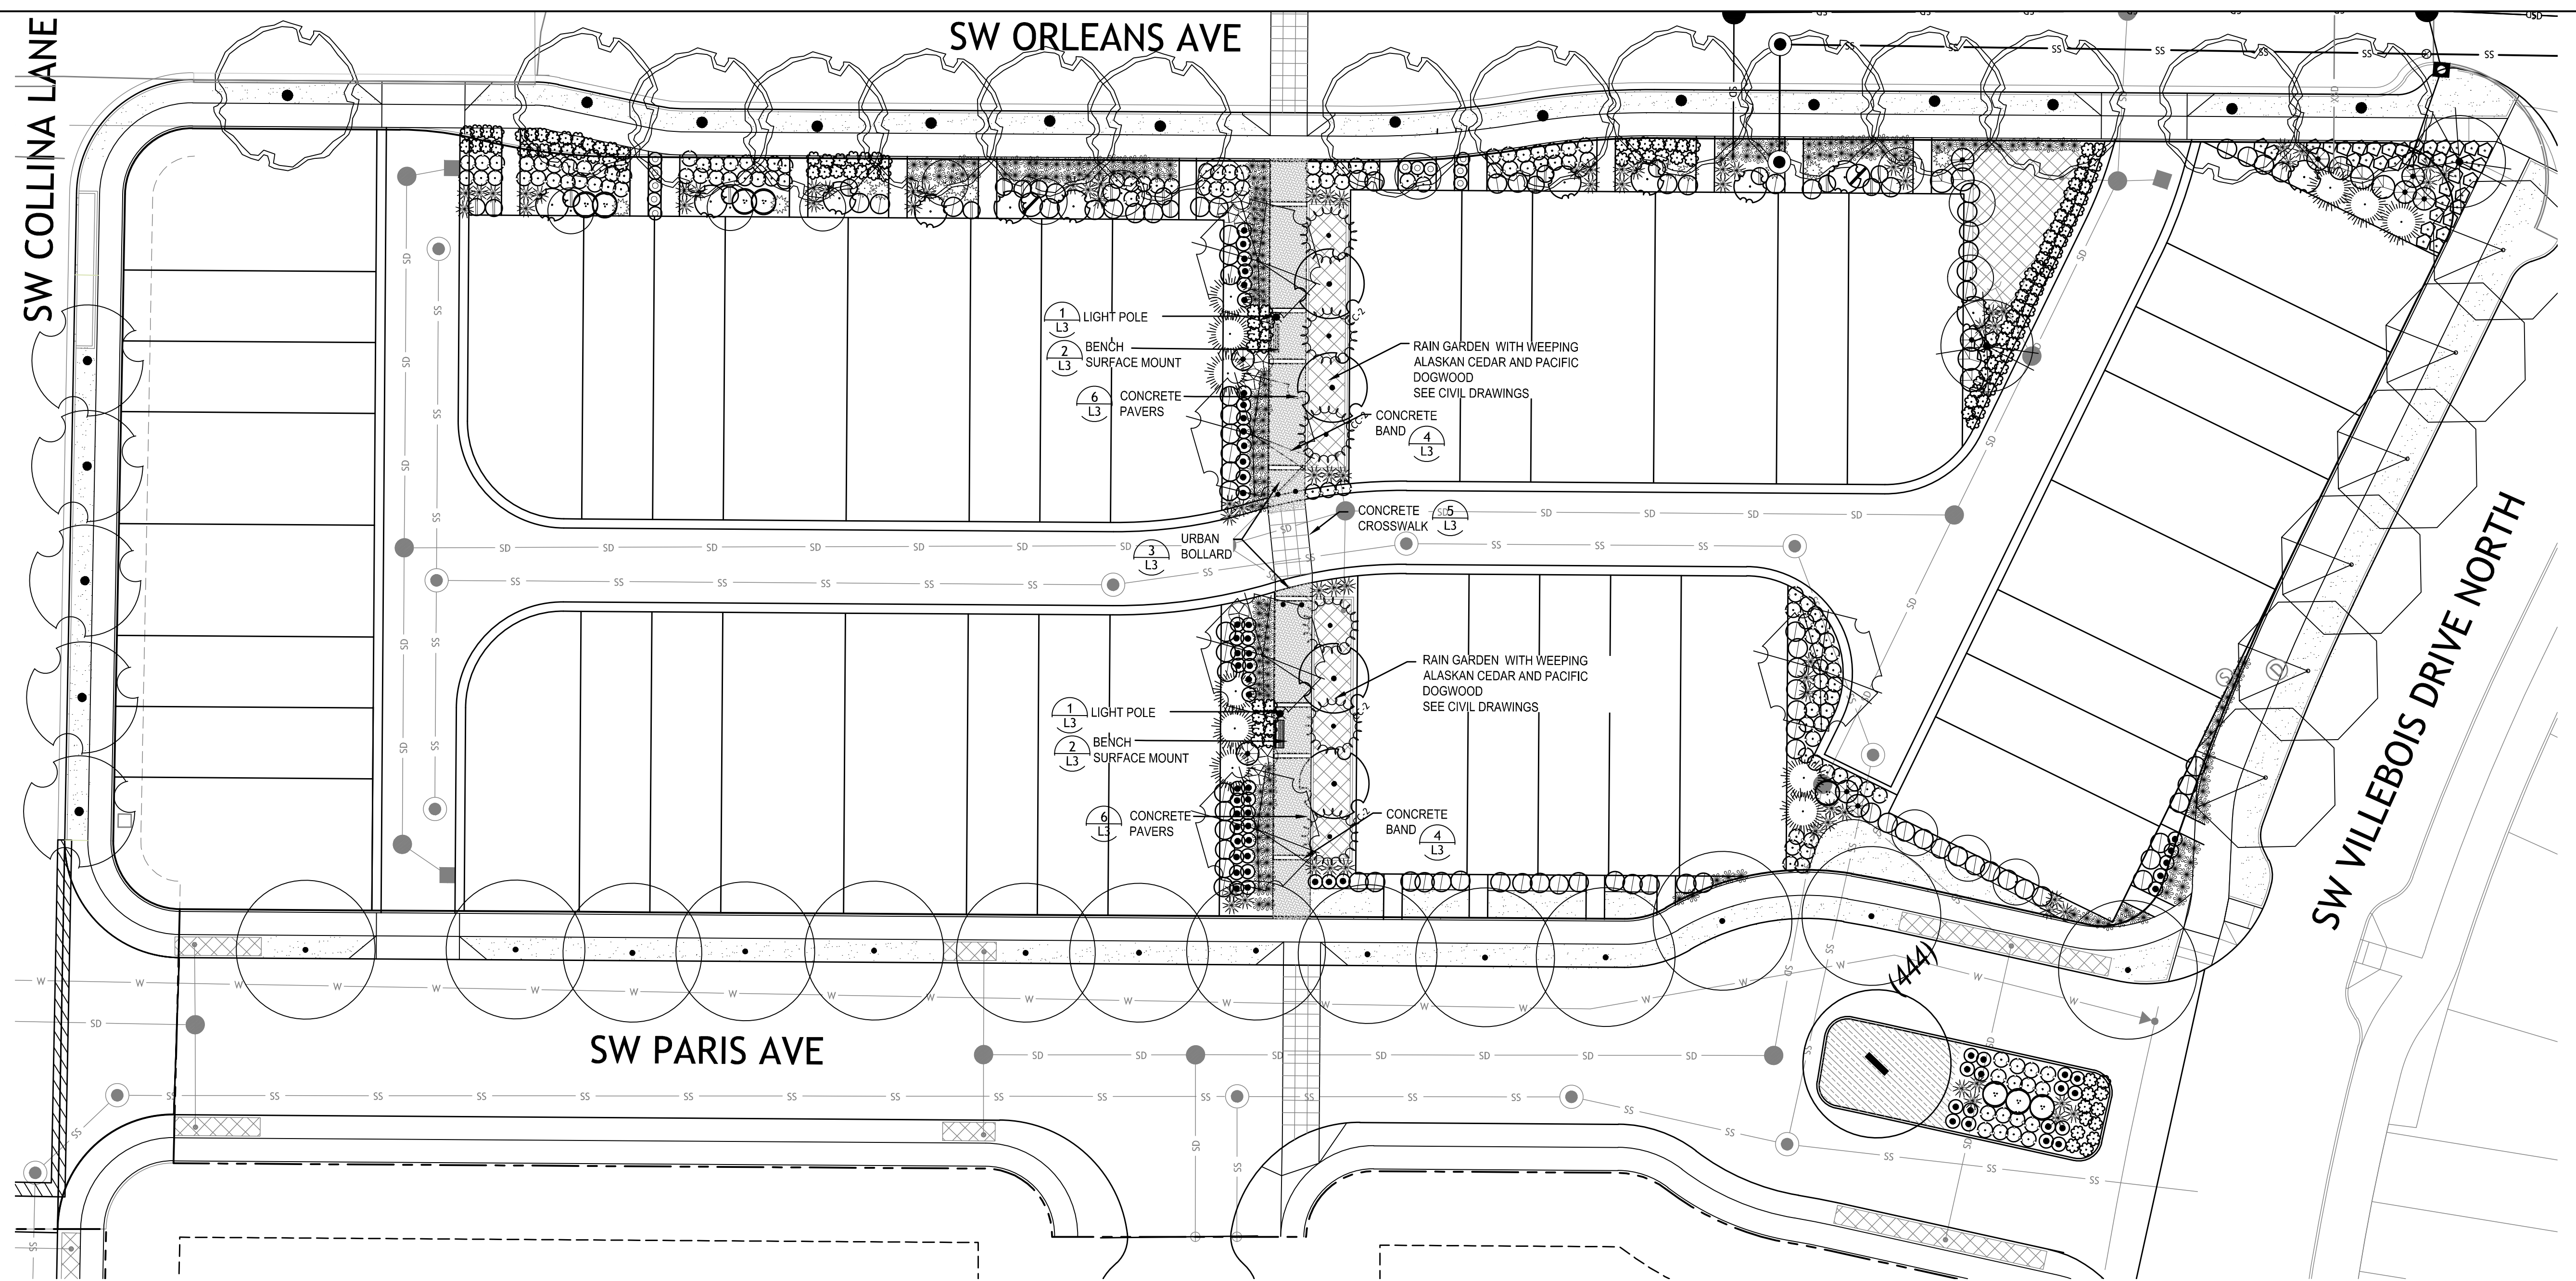 SW ORLEANS AVE
SW COLLINA LANE
1
L3
LIGHT POLE
2
L3
BENCH
SURFACE MOUNT
6
L3
CONCRETE
PAVERS
RAIN GARDEN WITH WEEPING
ALASKAN CEDAR AND PACIFIC
DOGWOOD
SEE CIVIL DRAWINGS
CONCRETE
BAND
4
L3
CONCRETE
CROSSWALK
5
L3
URBAN
BOLLARD
3
L3
RAIN GARDEN WITH WEEPING
ALASKAN CEDAR AND PACIFIC
DOGWOOD
SEE CIVIL DRAWINGS
1
L3
LIGHT POLE
2
L3
BENCH
SURFACE MOUNT
6
L3
CONCRETE
PAVERS
CONCRETE
BAND
4
L3
SW VILLEBOIS DRIVE NORTH
(444)
SW PARIS AVE